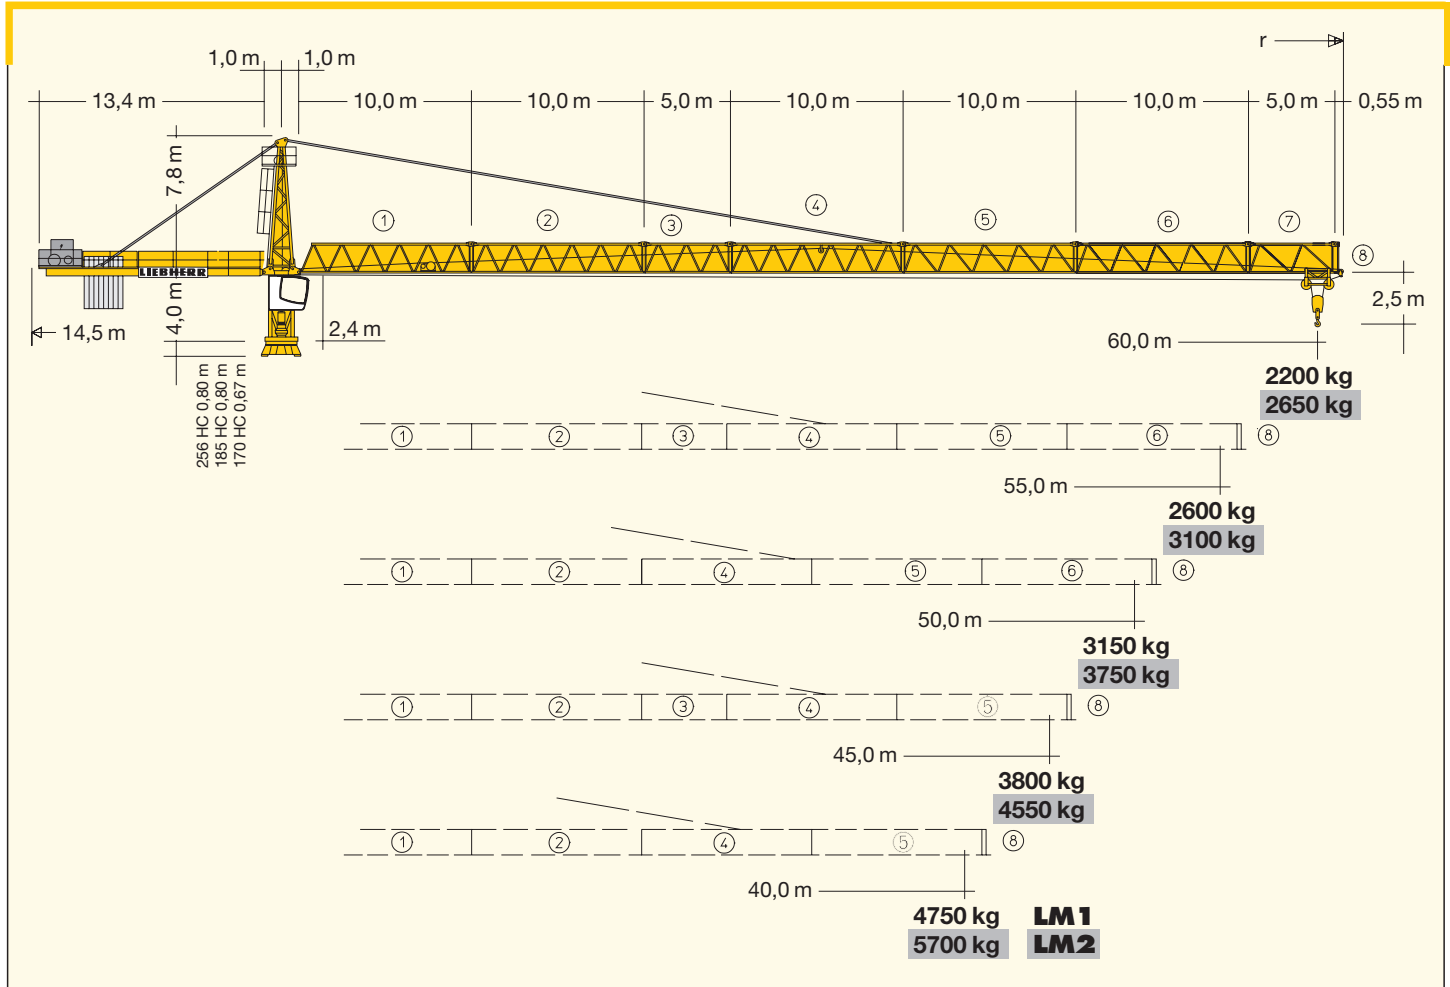 r
1,0 m 1,0 m
13,4 m 10,0 m 10,0 m 5,0 m 10,0 m 10,0 m 10,0 m 5,0 m 0,55 m
7,8 m
1 2 3 4 5 6 7 8
LIEBHERR
4,0 m
14,5 m
2,4 m
2,5 m
60,0 m
256 HC 0,80 m
185 HC 0,80 m
170 HC 0,67 m
2200 kg
2650 kg
1 2 3 4 5 6 8
55,0 m
2600 kg
3100 kg
1 2 4 5 6 8
50,0 m
3150 kg
3750 kg
1 2 3 4 5 8
45,0 m
3800 kg
4550 kg
1 2 4 5 8
40,0 m
4750 kg LM1
5700 kg LM2